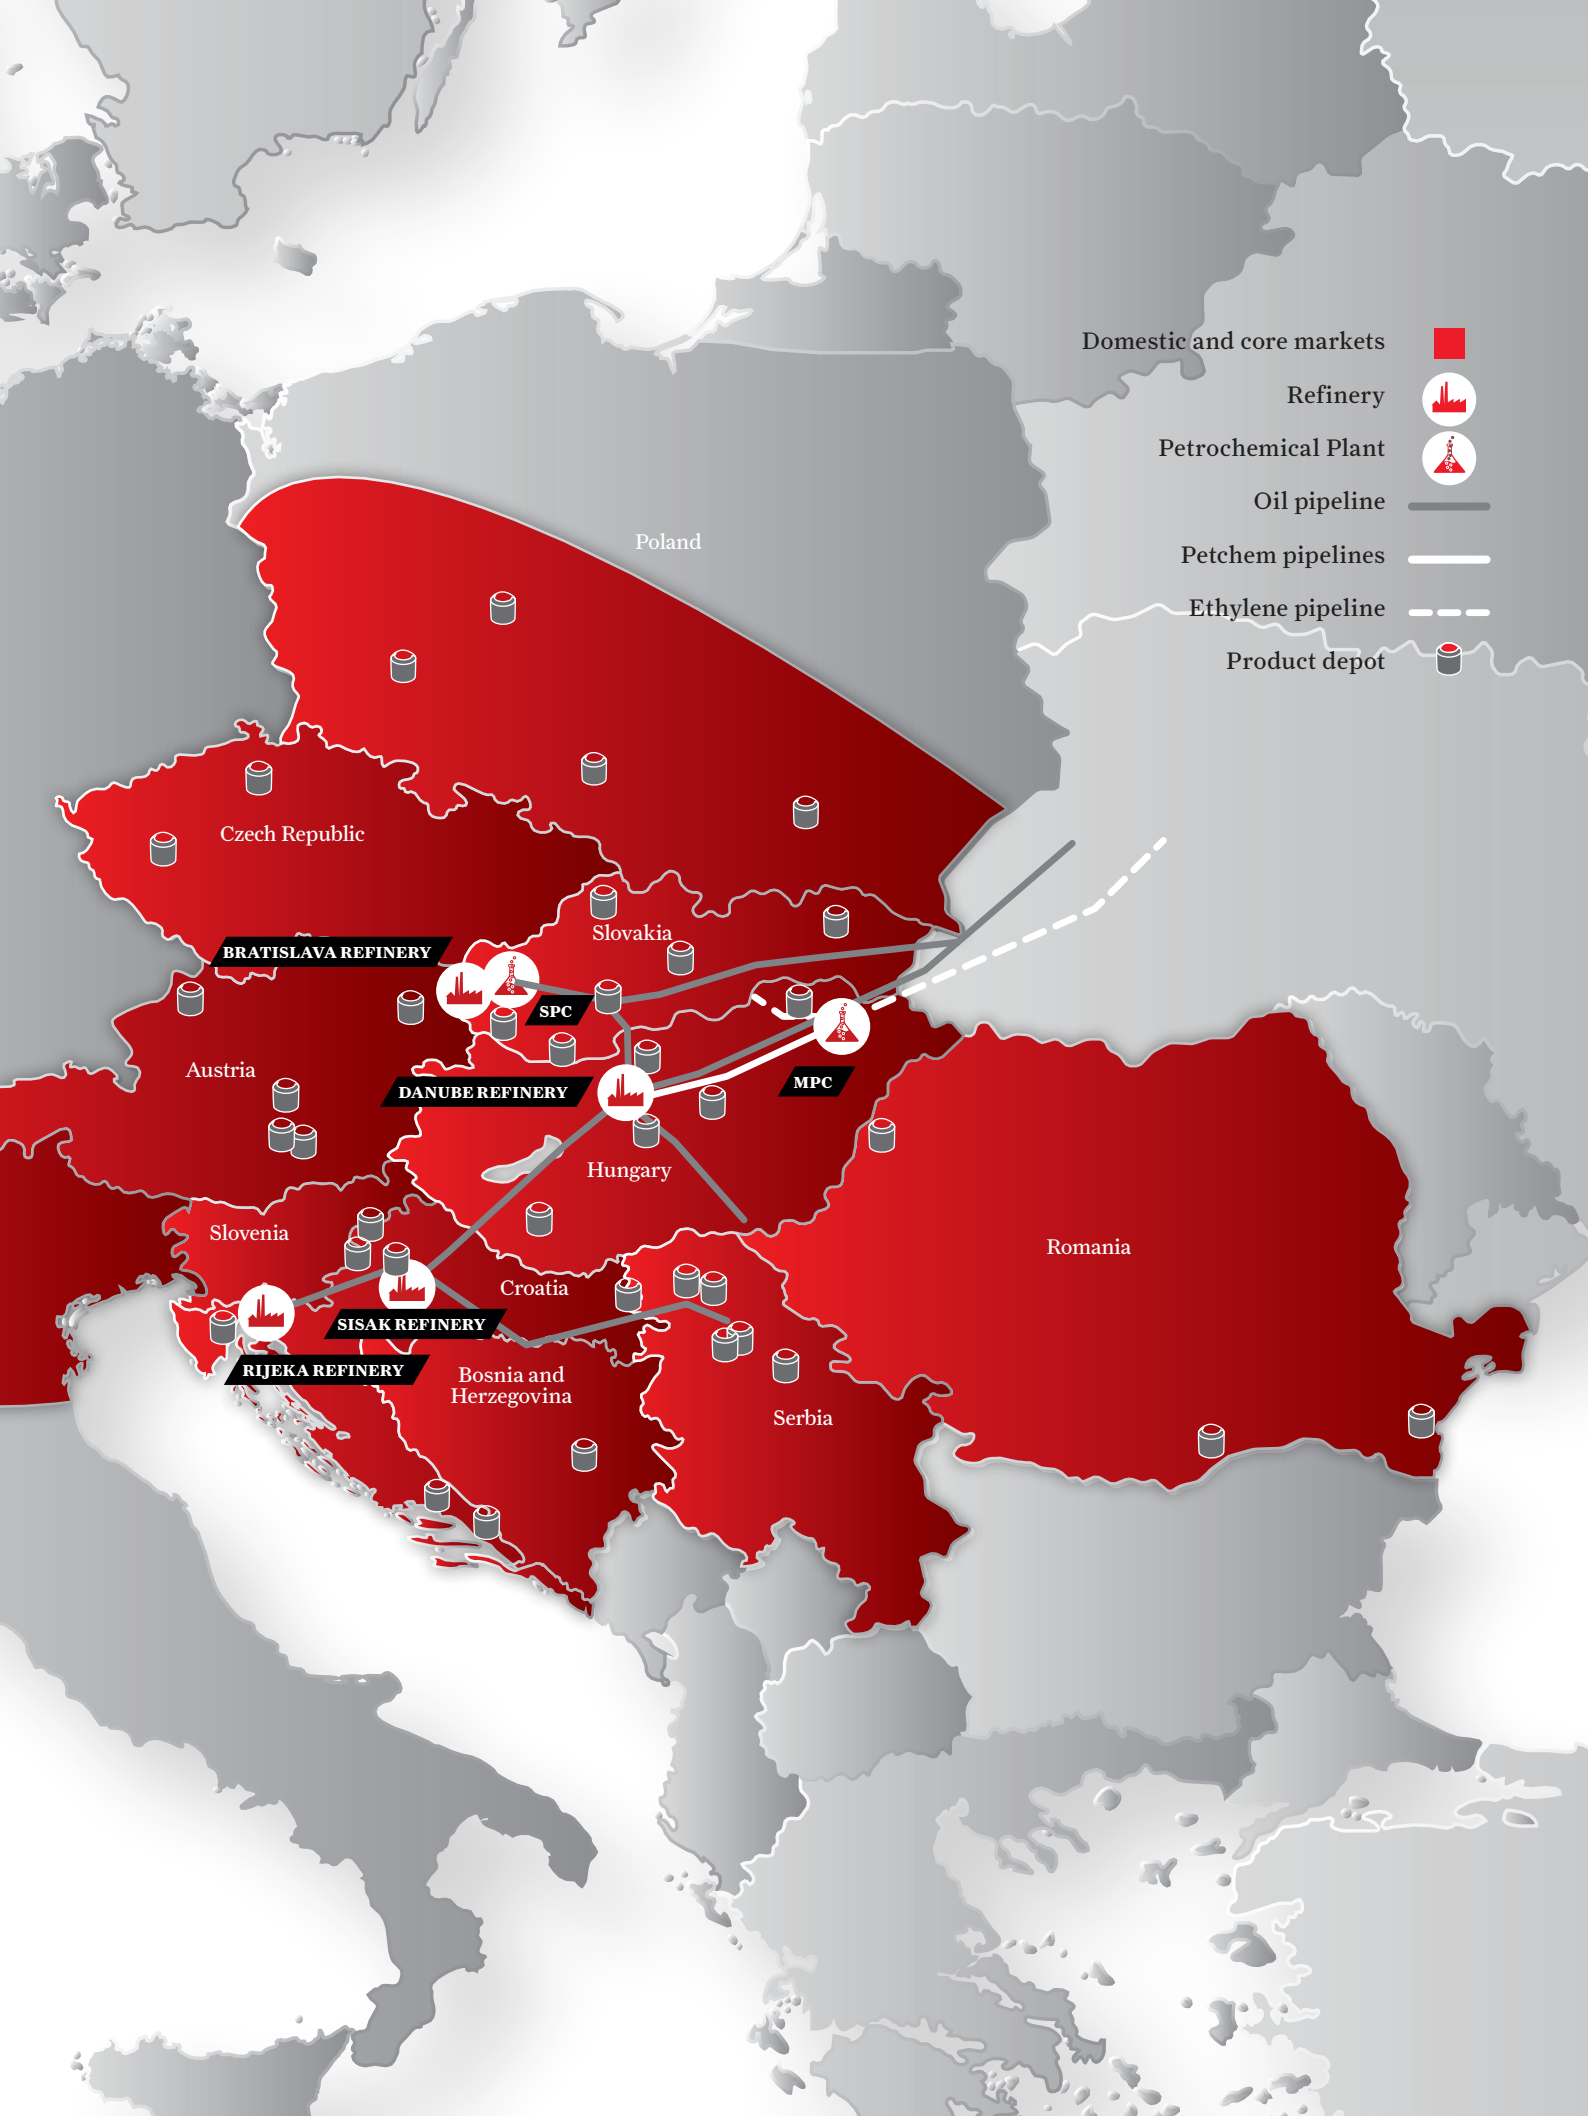 Domestic and core markets
Refinery
Petrochemical Plant
Oil pipeline
Petchem pipelines
Ethylene pipeline
Product depot
Poland
Czech Republic
Slovakia
BRATISLAVA REFINERY
SPC
Austria
MPC
DANUBE REFINERY
Hungary
Slovenia
Romania
Croatia
SISAK REFINERY
RIJEKA REFINERY
Bosnia and
Herzegovina
Serbia